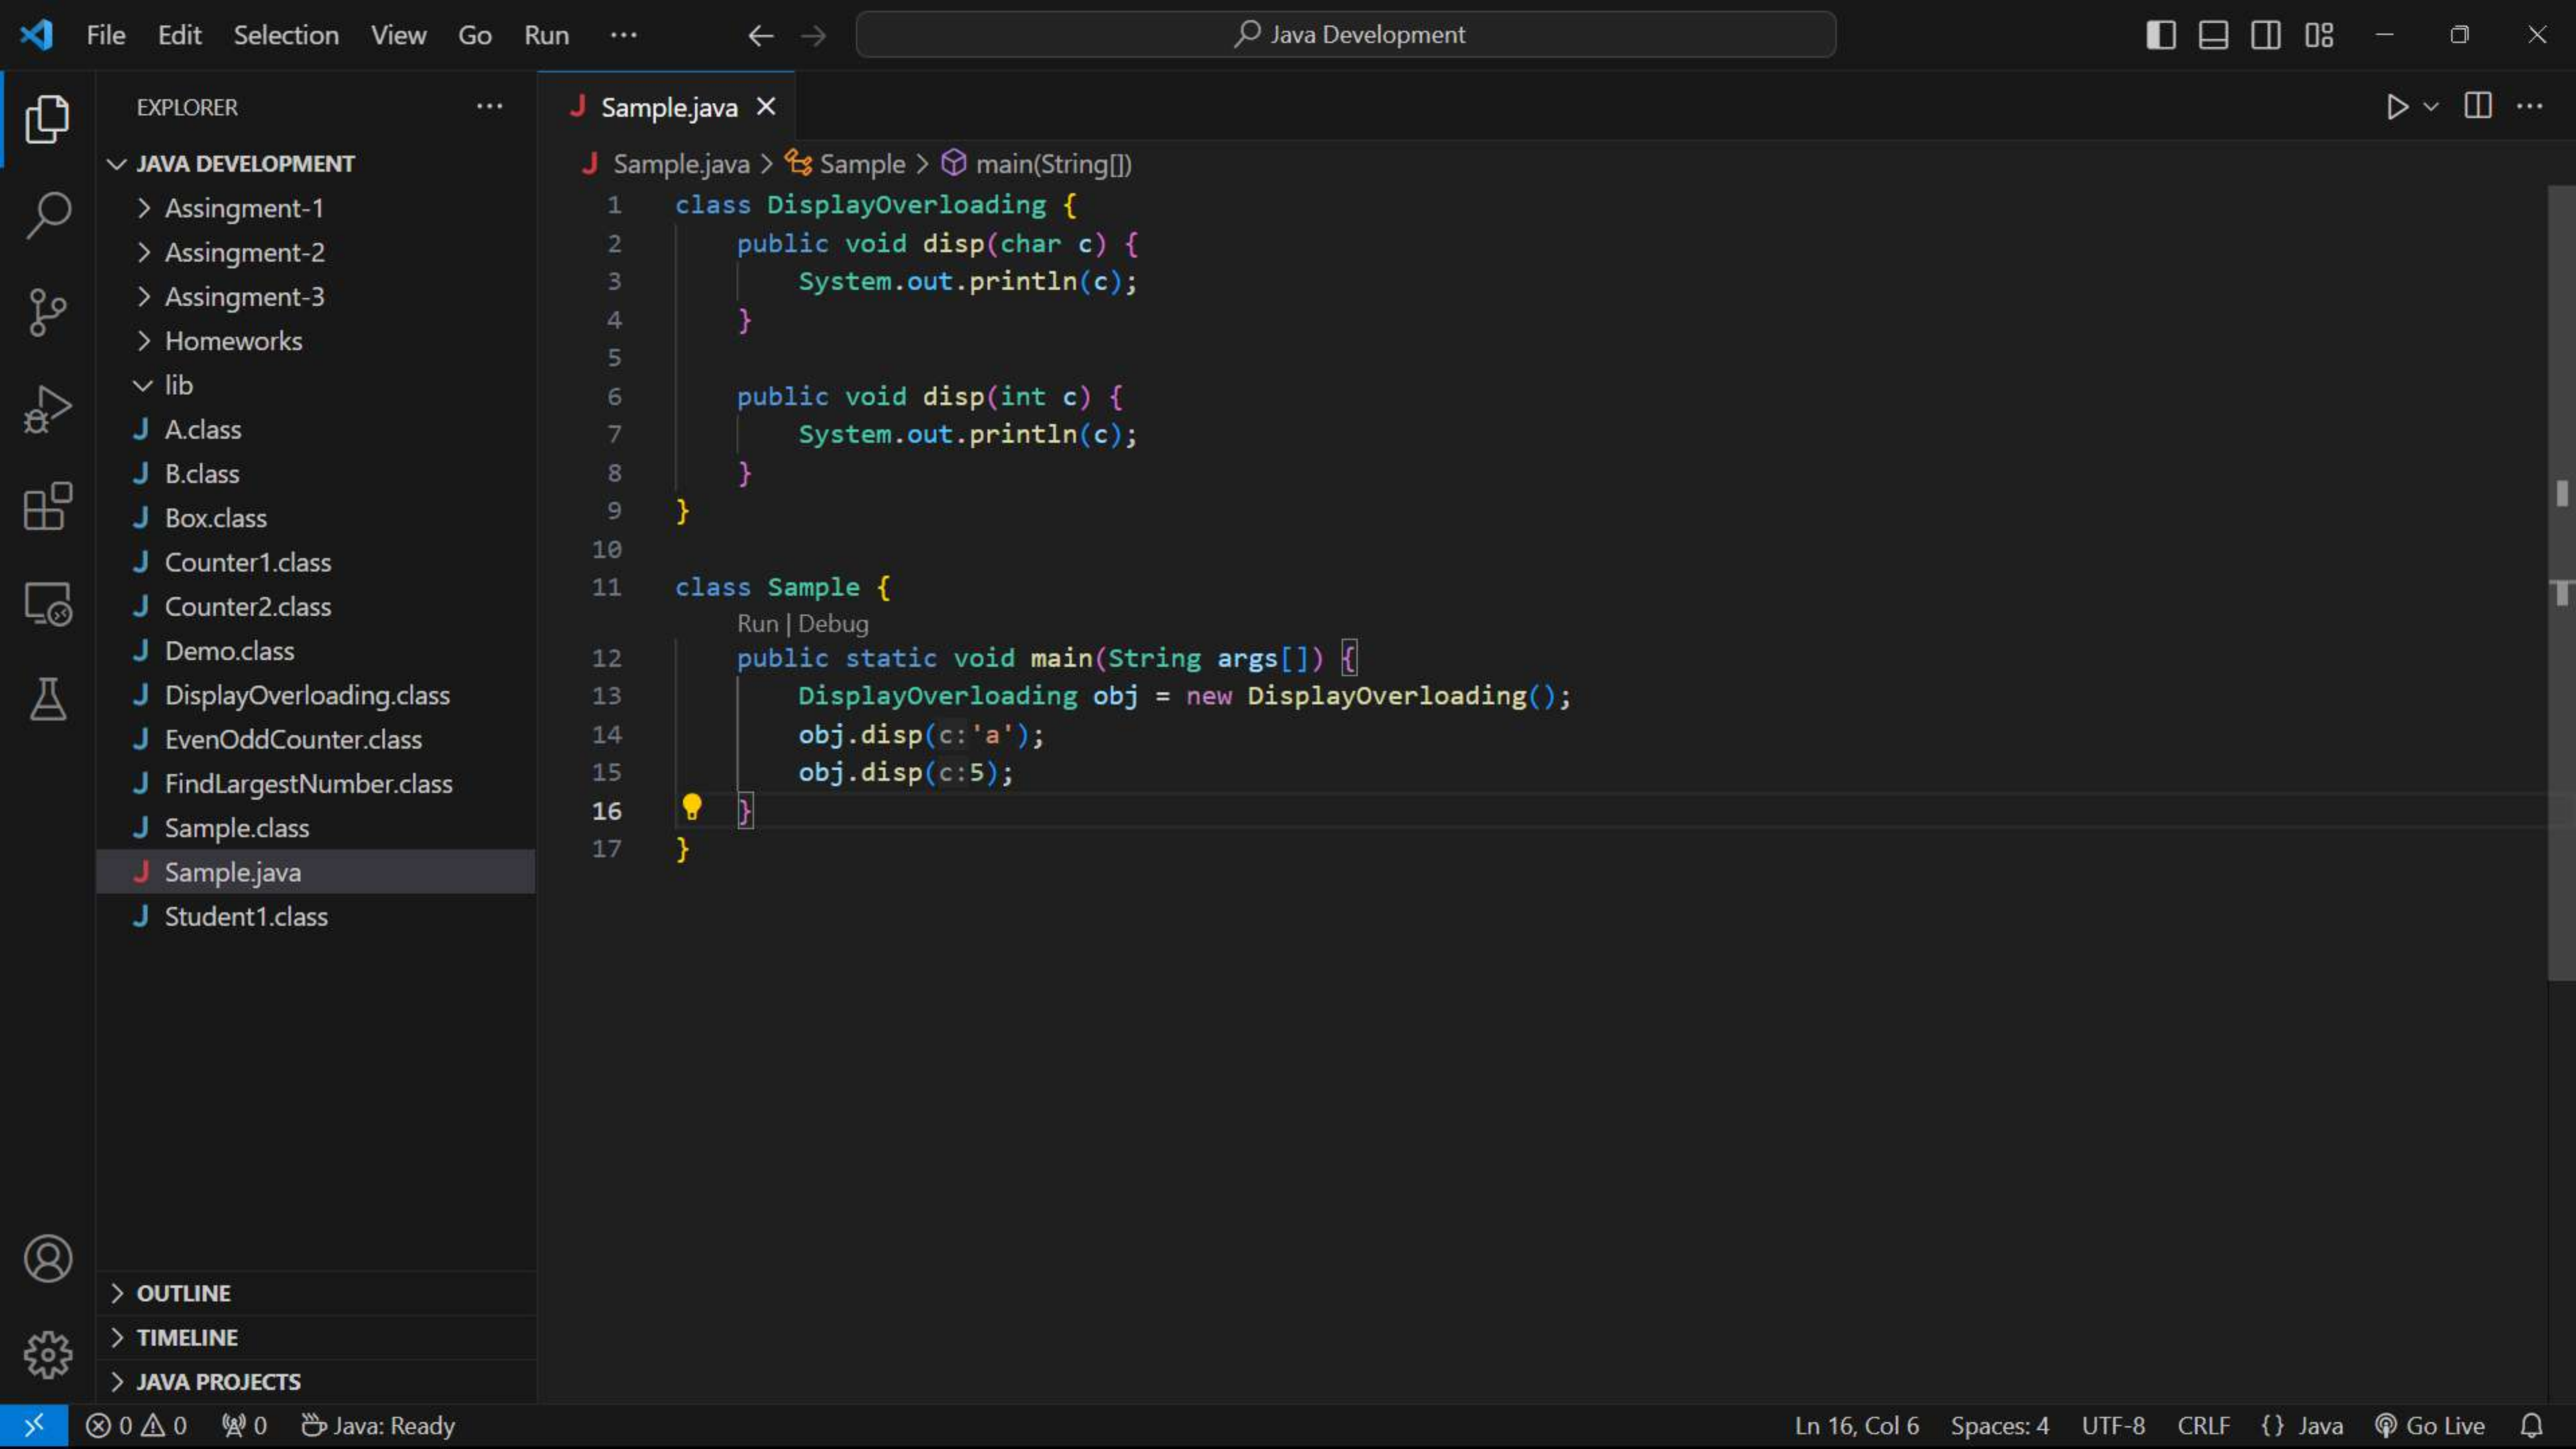 File Edit Selection View Go Run ··· Java Development
EXPLORER ···
JAVA DEVELOPMENT
Assingment-1
Assingment-2
Assingment-3
Homeworks
lib
J A.class
J B.class
J Box.class
J Counter1.class
J Counter2.class
J Demo.class
J DisplayOverloading.class
J EvenOddCounter.class
J FindLargestNumber.class
J Sample.class
J Sample.java
J Student1.class
OUTLINE
TIMELINE
JAVA PROJECTS
J Sample.java
J Sample.java > Sample > main(String[])
1 class DisplayOverloading {
2     public void disp(char c) {
3         System.out.println(c);
4     }
5
6     public void disp(int c) {
7         System.out.println(c);
8     }
9 }
10
11 class Sample {
Run | Debug
12     public static void main(String args[]) {
13         DisplayOverloading obj = new DisplayOverloading();
14         obj.disp(c:'a');
15         obj.disp(c:5);
16     }
17 }
0 0 0 Java: Ready Ln 16, Col 6 Spaces: 4 UTF-8 CRLF {} Java Go Live